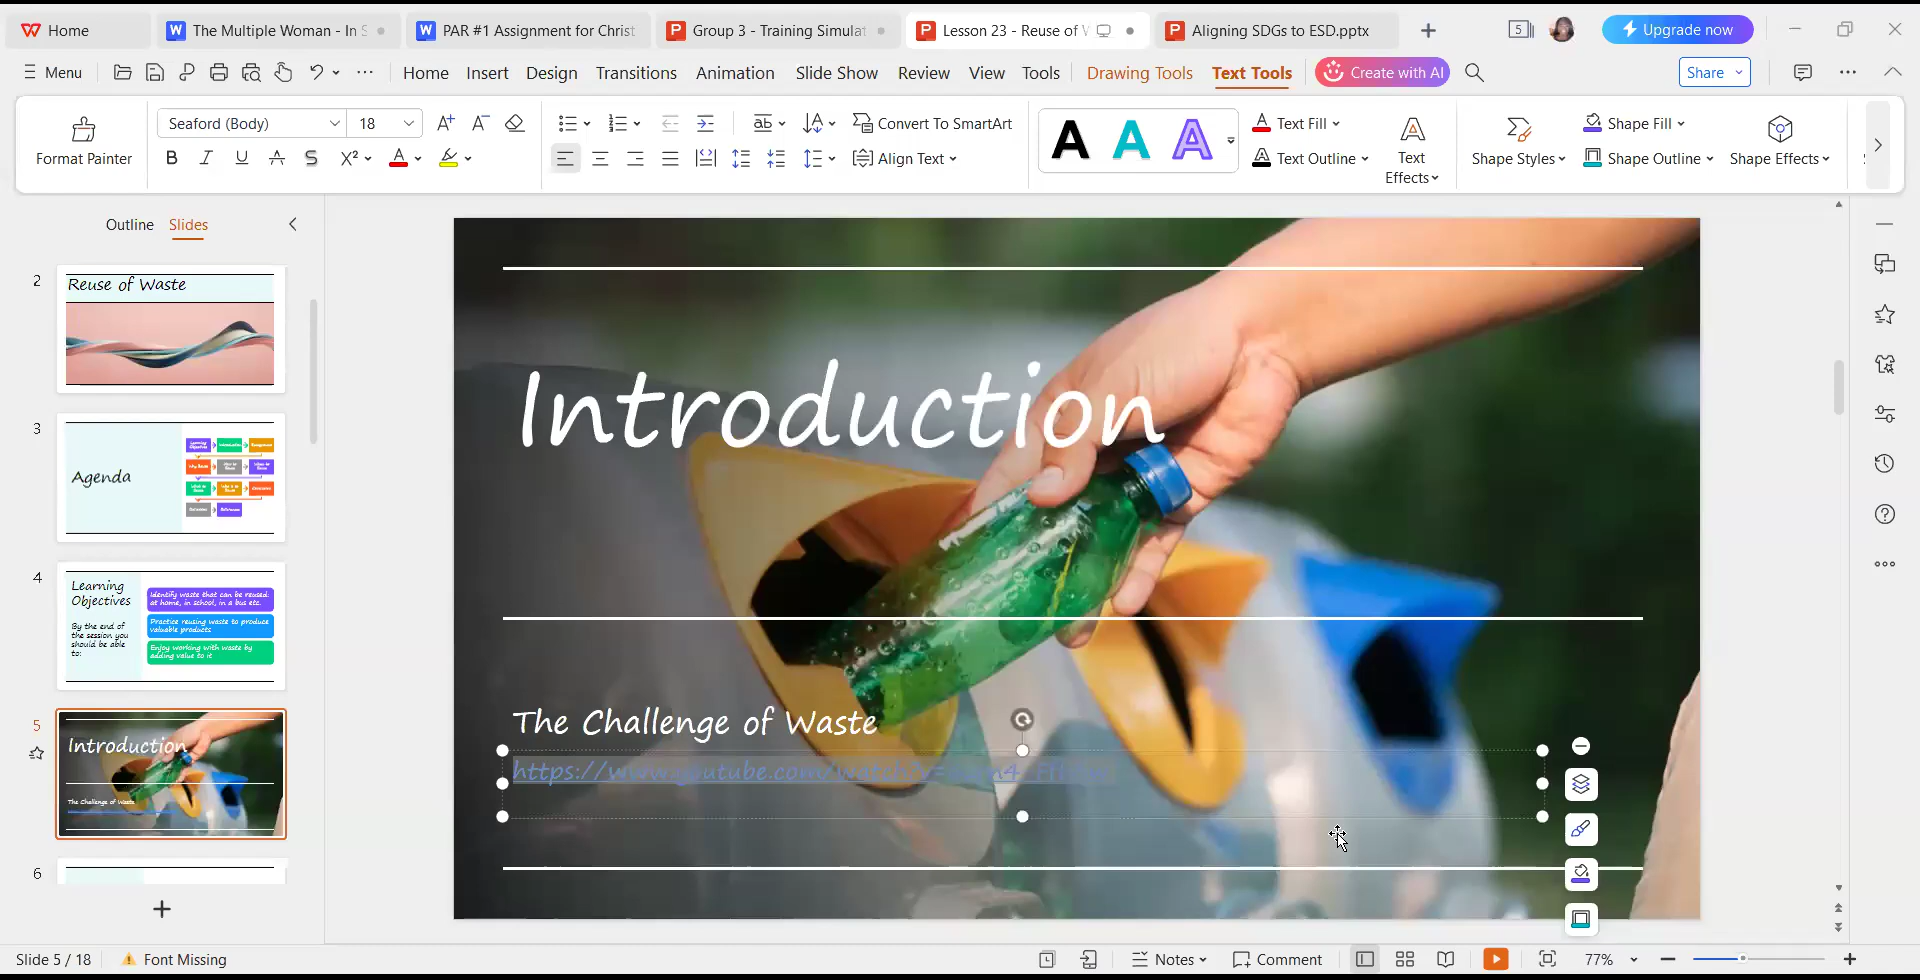 Home
The Multiple Woman - In S
PAR #1 Assignment for Christ
Group 3 - Training Simulat
Lesson 23 - Reuse of W
Aligning SDGs to ESD.pptx
5
Upgrade now
Menu
Home
Insert
Design
Transitions
Animation
Slide Show
Review
View
Tools
Drawing Tools
Text Tools
Create with AI
Share
Format Painter
Seaford (Body)
18
Convert To SmartArt
Align Text
Text Fill
Text Outline
Text
Effects
Shape Styles
Shape Fill
Shape Outline
Shape Effects
Outline
Slides
2
Reuse of Waste
3
Agenda
4
Learning
Objectives
By the end of
the session you
should be able
to:
Identify waste that can be reused:
at home, in school, in a bus etc.
Practice reusing waste to produce
valuable products
Enjoy working with waste by
adding value to it
5
Introduction
The Challenge of Waste
6
Introduction
The Challenge of Waste
Slide 5 / 18
Font Missing
Notes
Comment
77%